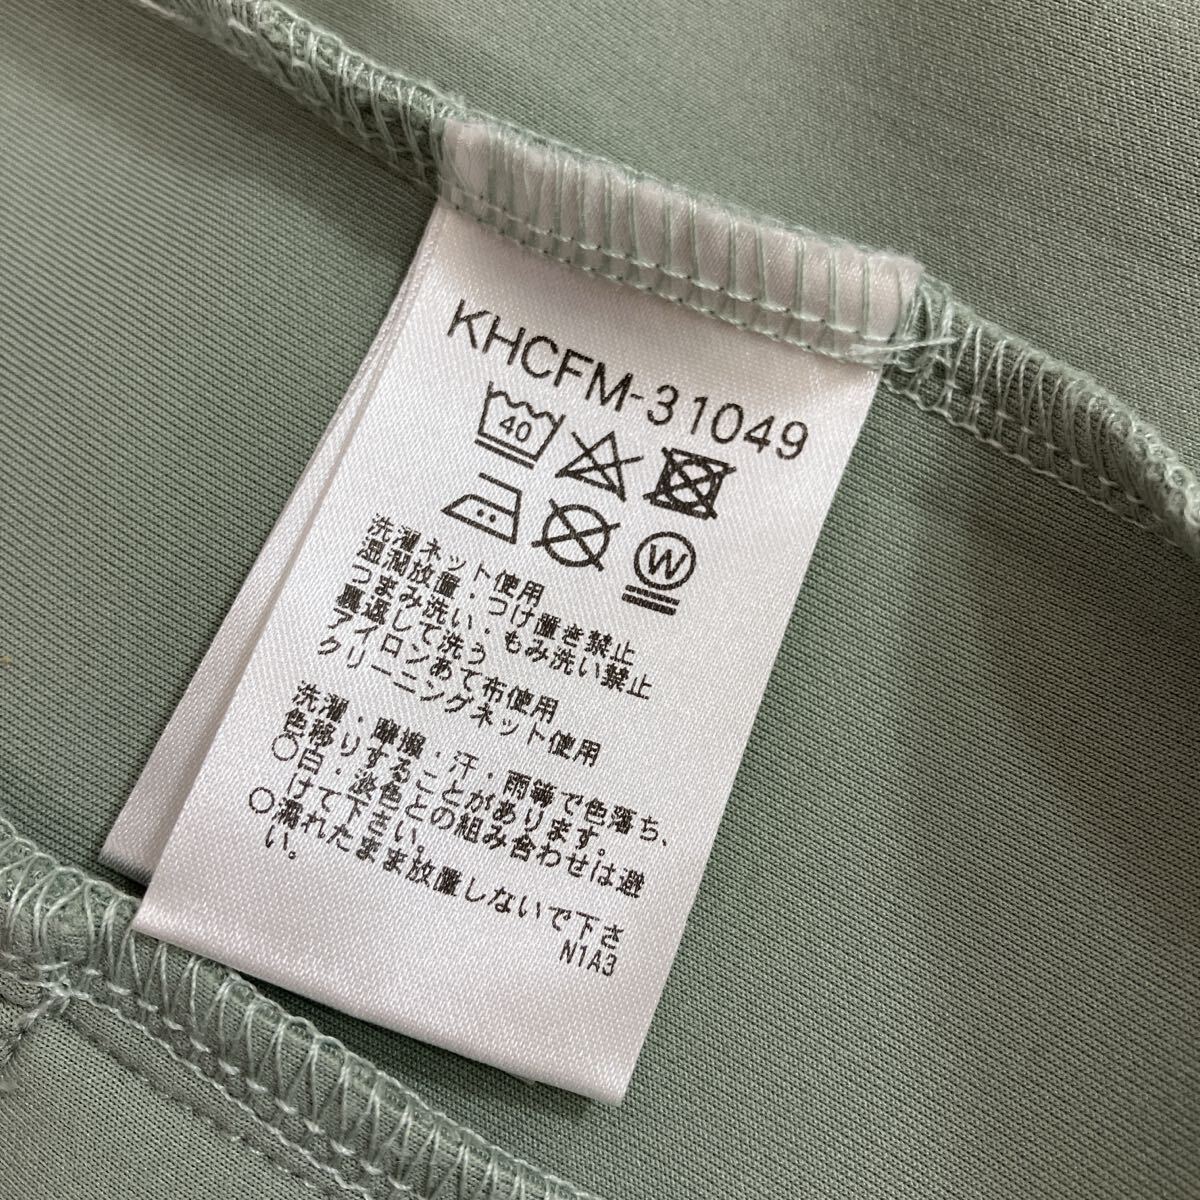 KHCFM-31049
40
W
洗濯ネット使用
湿潤放置・つけ置き禁止
つまみ洗い・もみ洗い禁止
裏返して洗う
アイロンあて布使用
クリーニングネット使用
洗濯・摩擦・汗・雨等で色落ち、
色移りすることがあります。
○白・淡色との組み合わせは避
けて下さい。
○濡れたまま放置しないで下さ
い。
N1A3